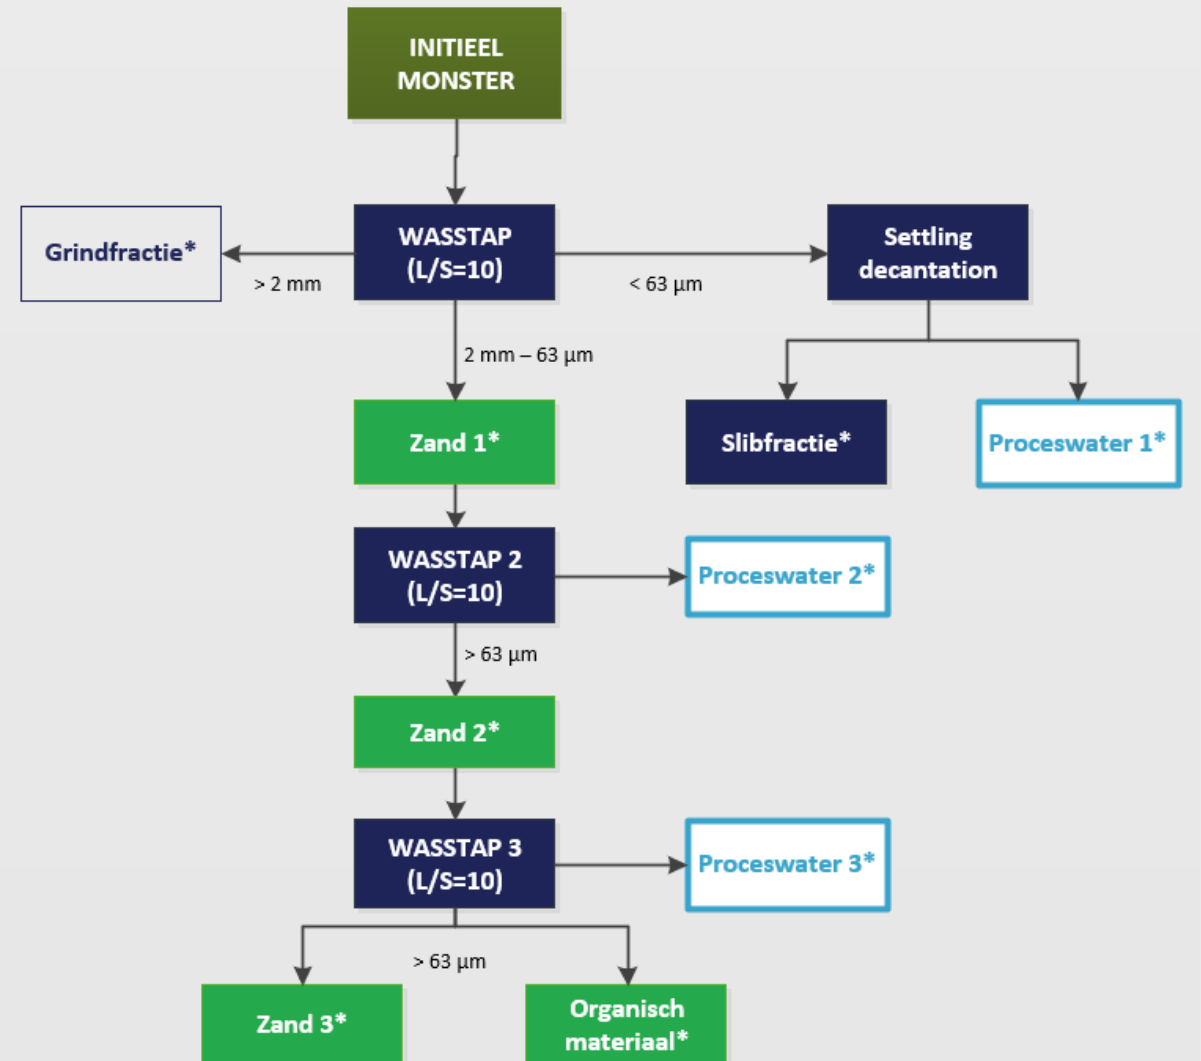 INITIEEL
MONSTER
Grindfractie*
> 2 mm
WASSTAP
(L/S=10)
< 63 µm
Settling
decantation
2 mm – 63 µm
Zand 1*
Slibfractie*
Proceswater 1*
WASSTAP 2
(L/S=10)
Proceswater 2*
> 63 µm
Zand 2*
WASSTAP 3
(L/S=10)
Proceswater 3*
> 63 µm
Zand 3*
Organisch
materiaal*